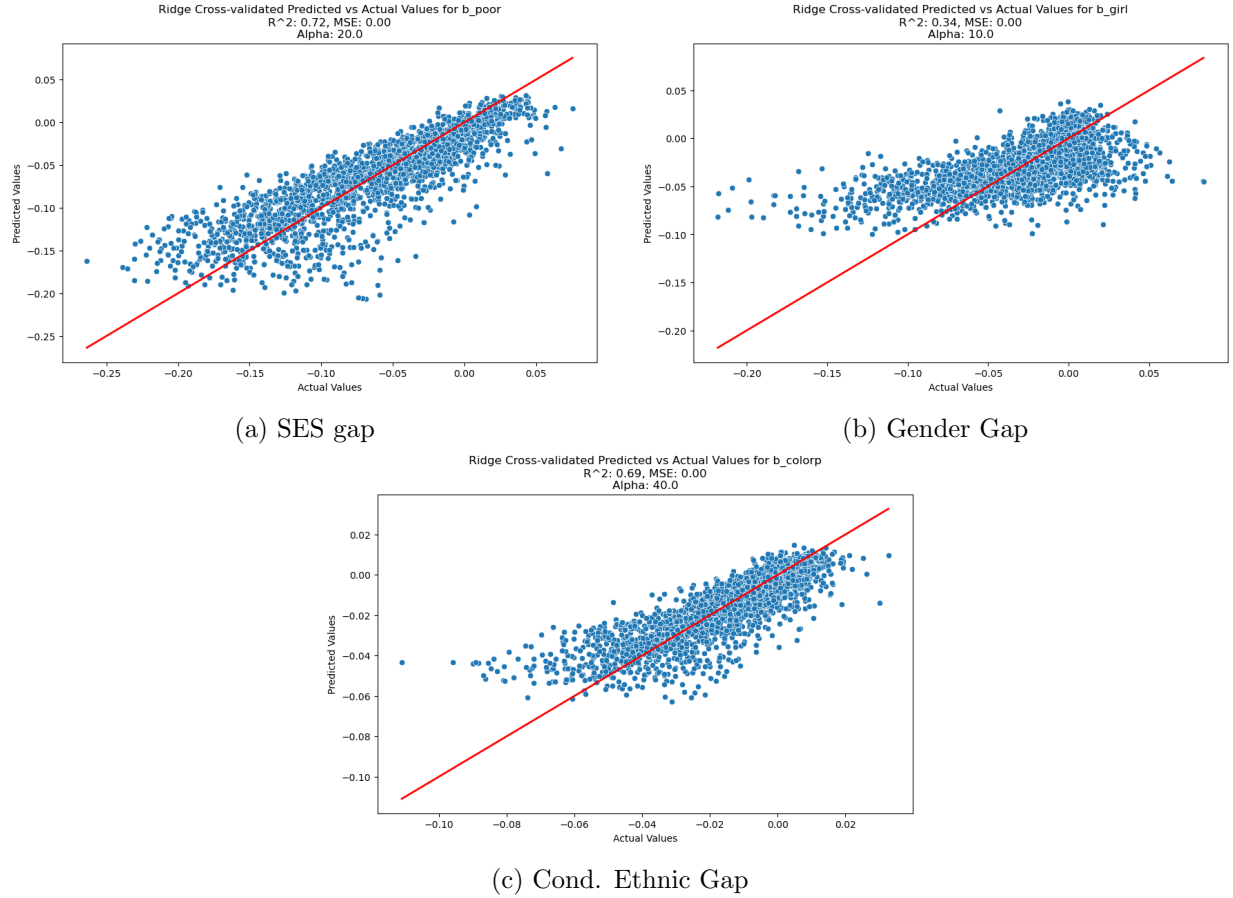 Ridge Cross-validated Predicted vs Actual Values for b_poor
R^2: 0.72, MSE: 0.00
Alpha: 20.0
0.05
0.00
−0.05
−0.10
−0.15
−0.20
−0.25
Predicted Values
−0.25 −0.20 −0.15 −0.10 −0.05 0.00 0.05
Actual Values
(a) SES gap
Ridge Cross-validated Predicted vs Actual Values for b_girl
R^2: 0.34, MSE: 0.00
Alpha: 10.0
0.05
0.00
−0.05
−0.10
−0.15
−0.20
Predicted Values
−0.20 −0.15 −0.10 −0.05 0.00 0.05
Actual Values
(b) Gender Gap
Ridge Cross-validated Predicted vs Actual Values for b_colorp
R^2: 0.69, MSE: 0.00
Alpha: 40.0
0.02
0.00
−0.02
−0.04
−0.06
−0.08
−0.10
Predicted Values
−0.10 −0.08 −0.06 −0.04 −0.02 0.00 0.02
Actual Values
(c) Cond. Ethnic Gap